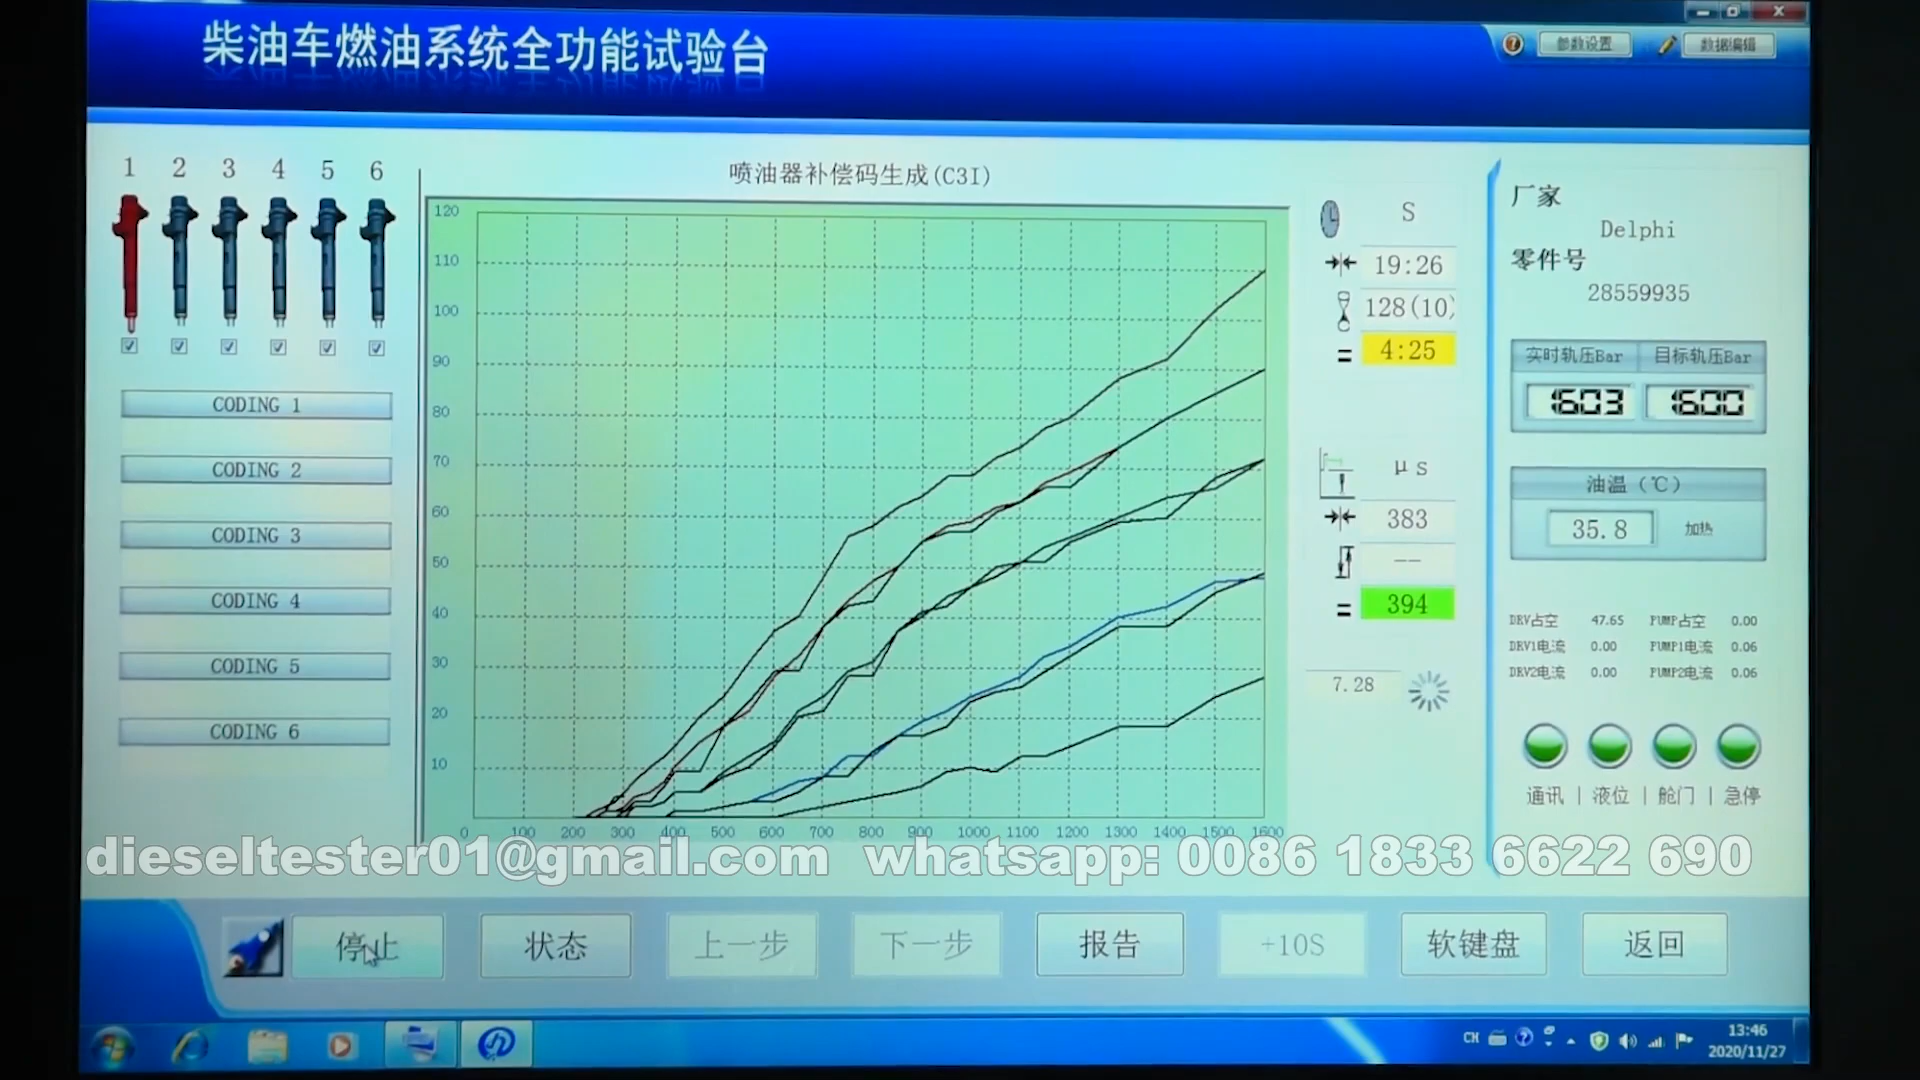 柴油车燃油系统全功能试验台
参数设置
数据编辑
1 2 3 4 5 6
CODING 1
CODING 2
CODING 3
CODING 4
CODING 5
CODING 6
喷油器补偿码生成(C3I)
120
110
100
90
80
70
60
50
40
30
20
10
0 100 200 300 400 500 600 700 800 900 1000 1100 1200 1300 1400 1500 1600
S
19:26
128(10)
= 4:25
μs
383
--
= 394
7.28
厂家
Delphi
零件号
28559935
实时轨压Bar 目标轨压Bar
1603 1600
油温（℃）
35.8 加热
DRV占空 47.65 PUMP占空 0.00
DRV1电流 0.00 PUMP1电流 0.06
DRV2电流 0.00 PUMP2电流 0.06
通讯 | 液位 | 舱门 | 急停
dieseltester01@gmail.com whatsapp: 0086 1833 6622 690
停止 状态 上一步 下一步 报告 +10S 软键盘 返回
CH
13:46
2020/11/27